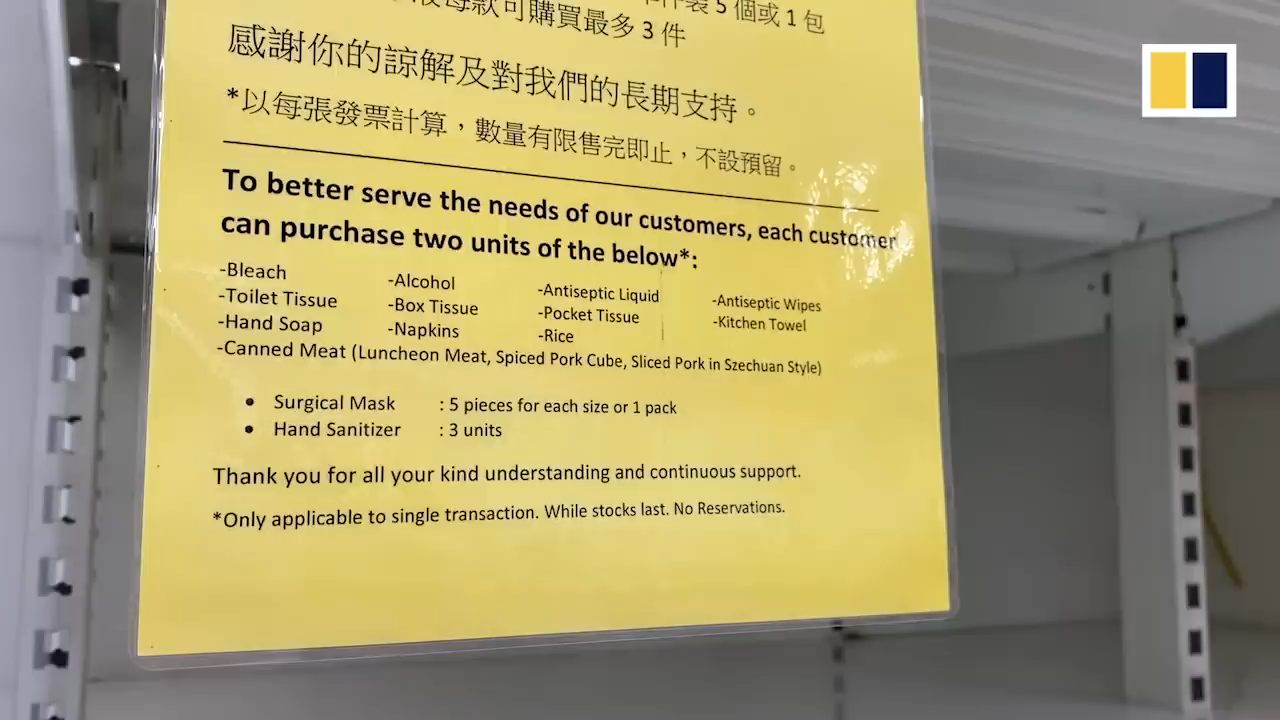 5 個或 1 包
每款可購買最多 3 件
感謝你的諒解及對我們的長期支持。
*以每張發票計算，數量有限售完即止，不設預留。
To better serve the needs of our customers, each customer
can purchase two units of the below*:
-Bleach -Alcohol -Antiseptic Liquid -Antiseptic Wipes
-Toilet Tissue -Box Tissue -Pocket Tissue -Kitchen Towel
-Hand Soap -Napkins -Rice
-Canned Meat (Luncheon Meat, Spiced Pork Cube, Sliced Pork in Szechuan Style)
• Surgical Mask : 5 pieces for each size or 1 pack
• Hand Sanitizer : 3 units
Thank you for all your kind understanding and continuous support.
*Only applicable to single transaction. While stocks last. No Reservations.